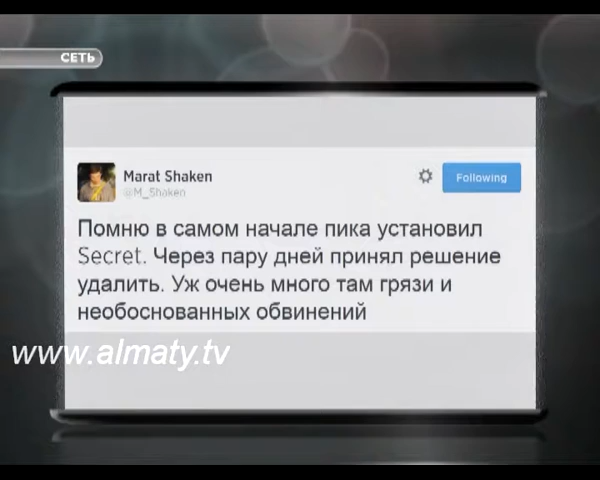 СЕТЬ
Marat Shaken
@M_Shaken
Following
Помню в самом начале пика установил
Secret. Через пару дней принял решение
удалить. Уж очень много там грязи и
необоснованных обвинений
www.almaty.tv